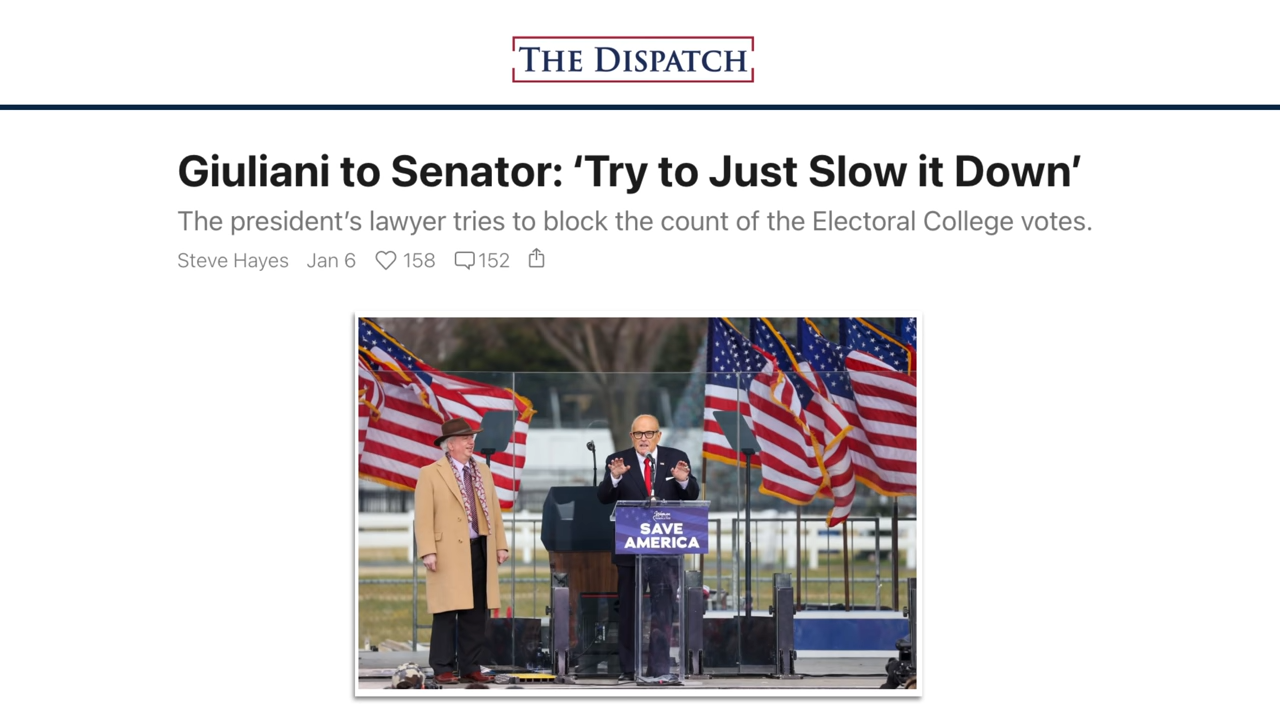 THE DISPATCH
Giuliani to Senator: ‘Try to Just Slow it Down’
The president’s lawyer tries to block the count of the Electoral College votes.
Steve Hayes Jan 6 158 152
SAVE
AMERICA